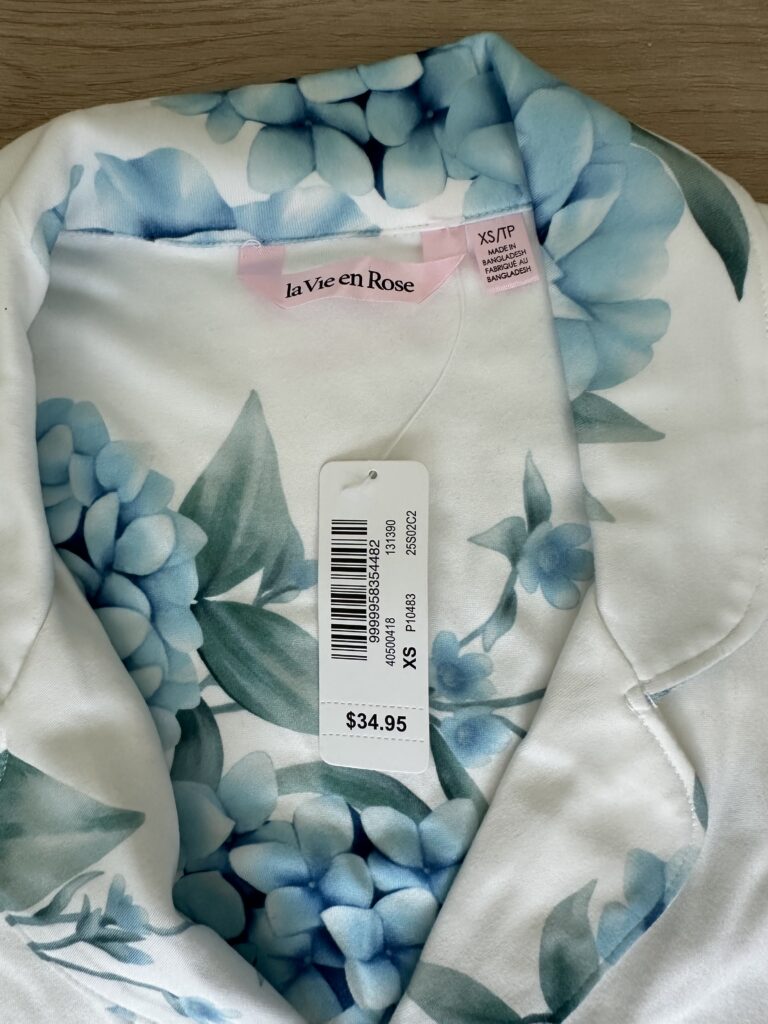 la Vie en Rose
XS/TP
MADE IN
BANGLADESH
FABRIQUÉ AU
BANGLADESH
9999958354482
131390
40500418
25S02C2
XS P10483
$34.95